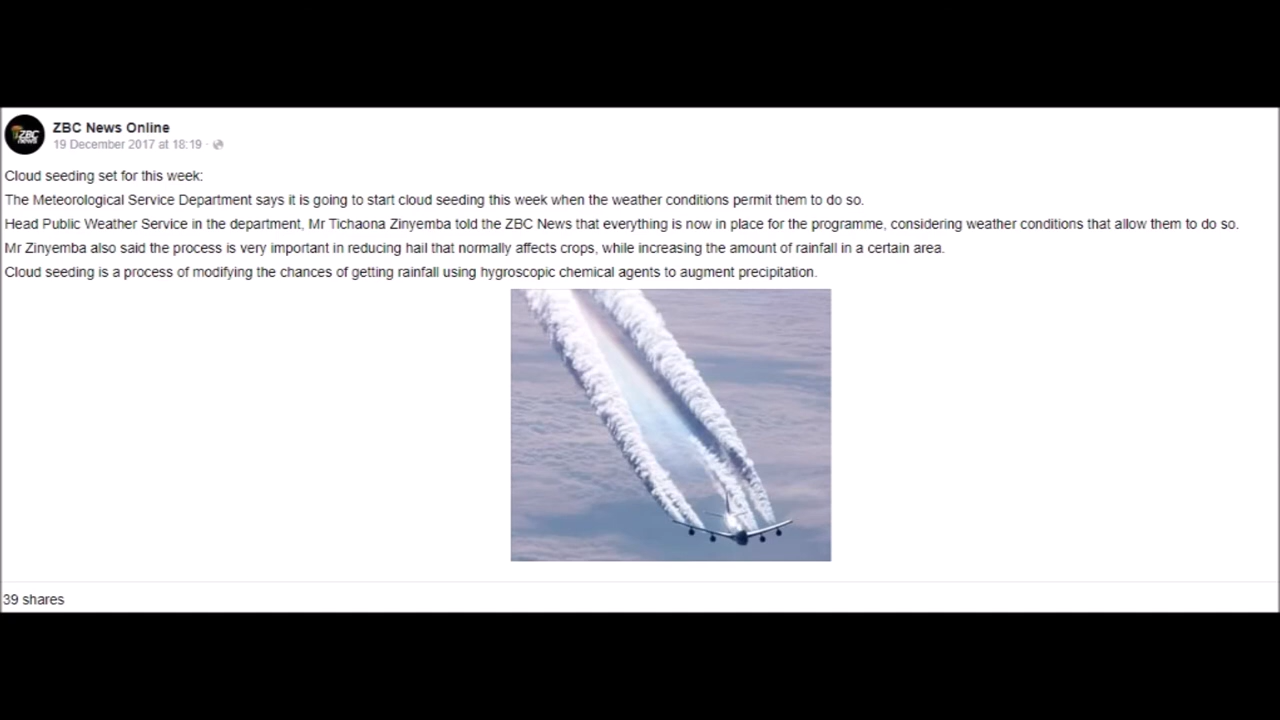 ZBC
news
ZBC News Online
19 December 2017 at 18:19 ·
Cloud seeding set for this week:
The Meteorological Service Department says it is going to start cloud seeding this week when the weather conditions permit them to do so.
Head Public Weather Service in the department, Mr Tichaona Zinyemba told the ZBC News that everything is now in place for the programme, considering weather conditions that allow them to do so.
Mr Zinyemba also said the process is very important in reducing hail that normally affects crops, while increasing the amount of rainfall in a certain area.
Cloud seeding is a process of modifying the chances of getting rainfall using hygroscopic chemical agents to augment precipitation.
39 shares